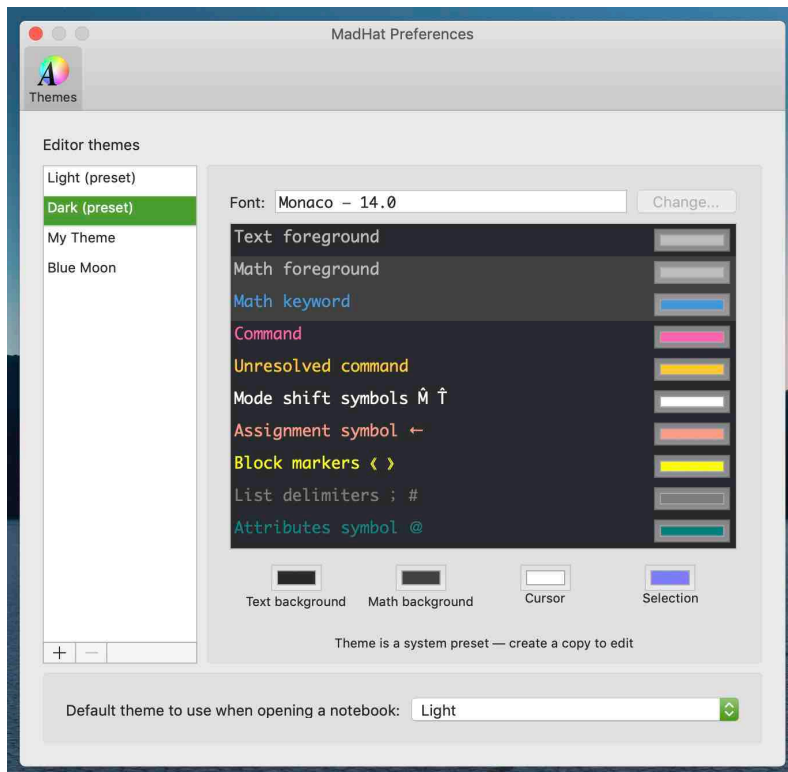 MadHat Preferences
Themes
Editor themes
Light (preset)
Dark (preset)
My Theme
Blue Moon
Font: Monaco – 14.0 Change...
Text foreground
Math foreground
Math keyword
Command
Unresolved command
Mode shift symbols M̂ T̂
Assignment symbol ←
Block markers ❮ ❯
List delimiters ; #
Attributes symbol @
Text background Math background Cursor Selection
Theme is a system preset — create a copy to edit
Default theme to use when opening a notebook: Light